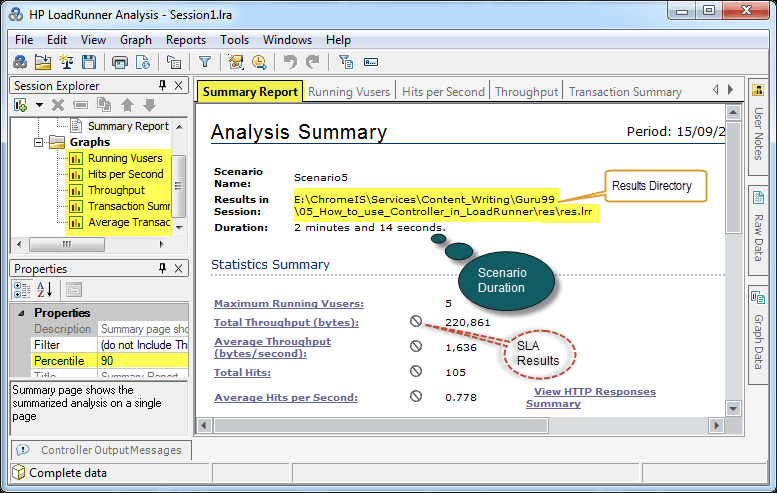 HP LoadRunner Analysis - Session1.lra
File Edit View Graph Reports Tools Windows Help
Session Explorer
Summary Report
Graphs
Running Vusers
Hits per Second
Throughput
Transaction Sum
Average Transac
Properties
Properties
Description Summary page sho
Filter (do not Include Th
Percentile 90
Title Summary Report
Summary page shows the
summarized analysis on a single
page
Summary Report Running Vusers Hits per Second Throughput Transaction Summary
Analysis Summary
Period: 15/09/2
Scenario
Name:
Scenario5
Results in
Session:
E:\ChromeIS\Services\Content_Writing\Guru99
\05_How_to_use_Controller_in_LoadRunner\res\res.lrr
Duration: 2 minutes and 14 seconds.
Results Directory
Scenario
Duration
Statistics Summary
Maximum Running Vusers: 5
Total Throughput (bytes): 220,861
Average Throughput
(bytes/second):
1,636
Total Hits: 105
Average Hits per Second: 0.778
SLA
Results
View HTTP Responses
Summary
User Notes
Raw Data
Graph Data
Controller Output Messages
Complete data